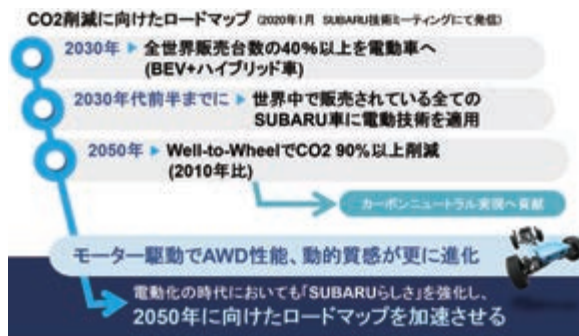 CO2削減に向けたロードマップ (2020年1月 SUBARU技術ミーティングにて発信)
2030年 ▶ 全世界販売台数の40%以上を電動車へ
(BEV+ハイブリッド車)
2030年代前半までに ▶ 世界中で販売されている全ての
SUBARU車に電動技術を適用
2050年 ▶ Well-to-WheelでCO2 90%以上削減
(2010年比)
カーボンニュートラル実現へ貢献
モーター駆動でAWD性能、動的質感が更に進化
電動化の時代においても「SUBARUらしさ」を強化し、
2050年に向けたロードマップを加速させる